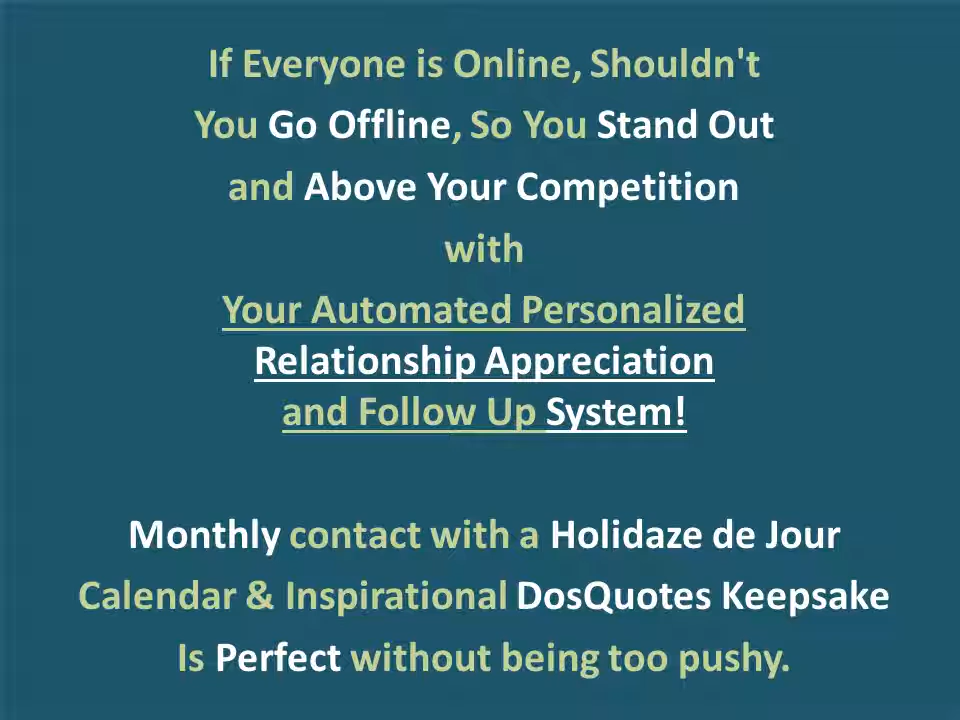 If Everyone is Online, Shouldn't
You Go Offline, So You Stand Out
and Above Your Competition
with
Your Automated Personalized
Relationship Appreciation
and Follow Up System!
Monthly contact with a Holidaze de Jour
Calendar & Inspirational DosQuotes Keepsake
Is Perfect without being too pushy.